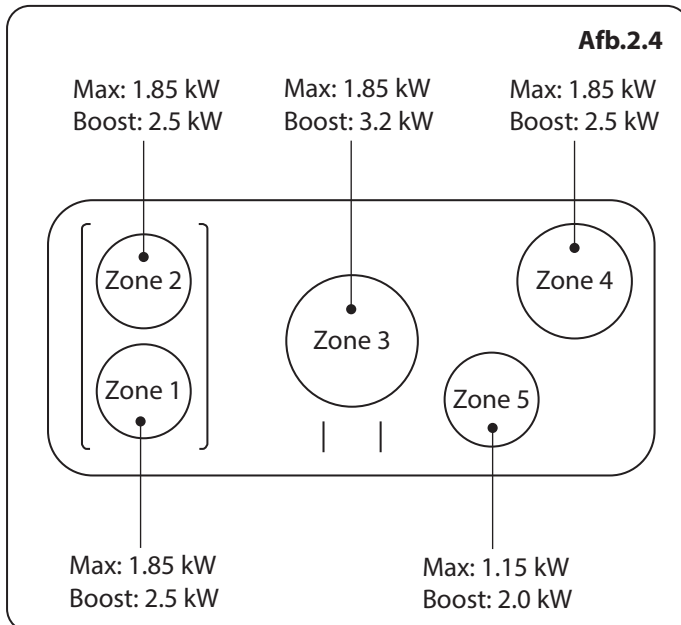 Afb.2.4
Max: 1.85 kW
Boost: 2.5 kW
Max: 1.85 kW
Boost: 3.2 kW
Max: 1.85 kW
Boost: 2.5 kW
Zone 2
Zone 4
Zone 3
Zone 1
Zone 5
Max: 1.85 kW
Boost: 2.5 kW
Max: 1.15 kW
Boost: 2.0 kW